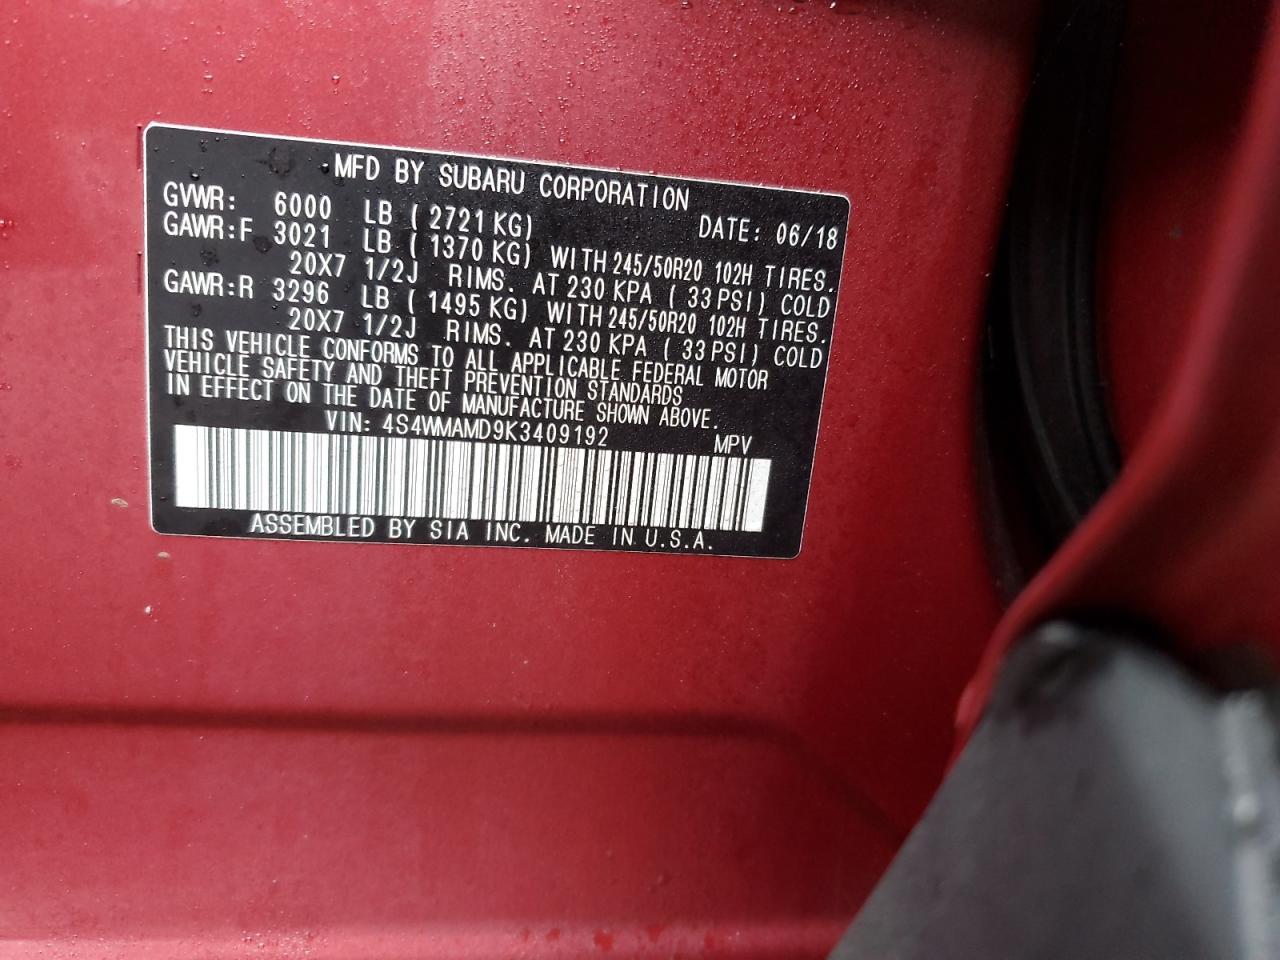 MFD BY SUBARU CORPORATION
GVWR: 6000 LB ( 2721 KG) DATE: 06/18
GAWR:F 3021 LB ( 1370 KG) WITH 245/50R20 102H TIRES.
20X7 1/2J RIMS. AT 230 KPA ( 33 PSI) COLD
GAWR:R 3296 LB ( 1495 KG) WITH 245/50R20 102H TIRES.
20X7 1/2J RIMS. AT 230 KPA ( 33 PSI) COLD
THIS VEHICLE CONFORMS TO ALL APPLICABLE FEDERAL MOTOR
VEHICLE SAFETY AND THEFT PREVENTION STANDARDS
IN EFFECT ON THE DATE OF MANUFACTURE SHOWN ABOVE.
VIN: 4S4WMAMD9K3409192 MPV
ASSEMBLED BY SIA INC. MADE IN U.S.A.